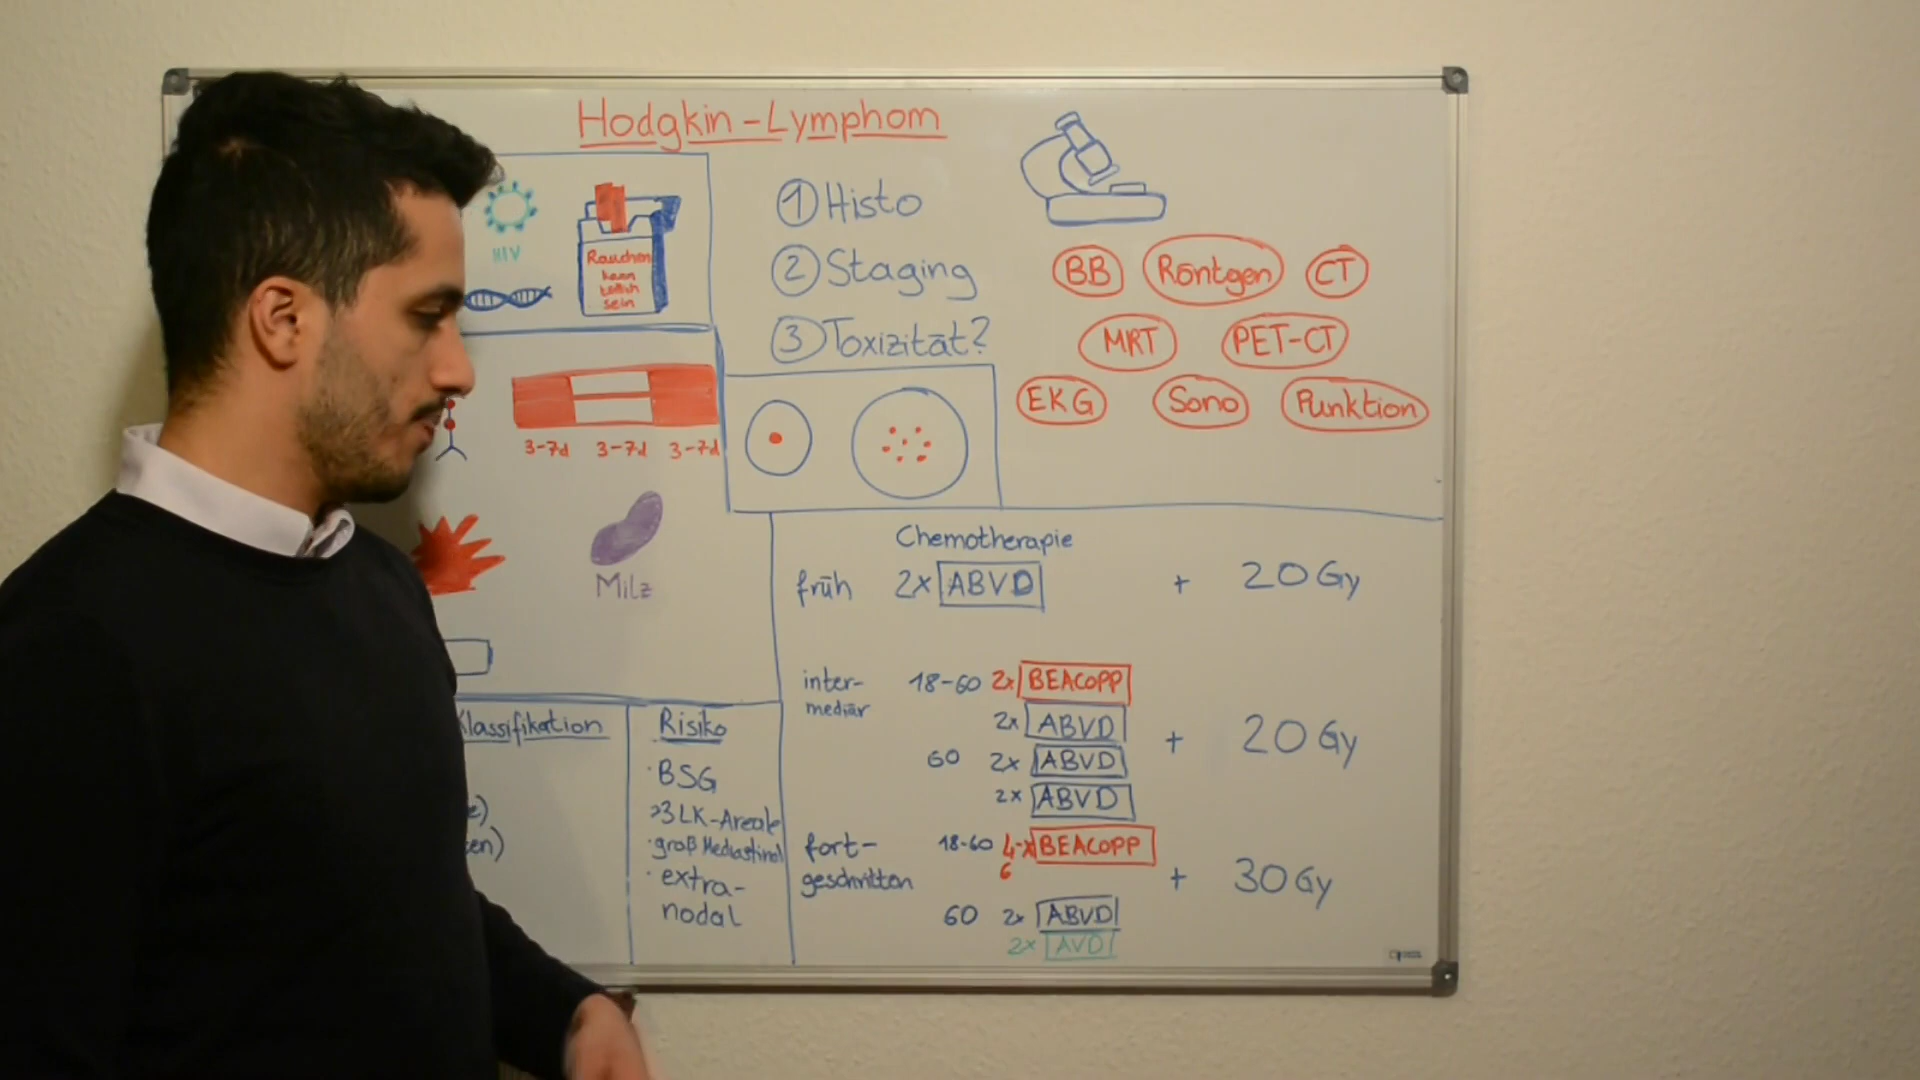 Hodgkin-Lymphom
HIV
Rauchen
kann
tödlich
sein
① Histo
② Staging
③ Toxizität?
BB Röntgen CT
MRT PET-CT
EKG Sono Punktion
3-7d 3-7d 3-7d
Milz
Klassifikation
e)
en)
Risiko
· BSG
>3 LK-Areale
· groß Mediastinal
· extra-
nodal
Chemotherapie
früh 2x ABVD + 20 Gy
inter-
mediär
18-60 2x BEACOPP
2x ABVD + 20 Gy
60 2x ABVD
2x ABVD
fort-
geschritten
18-60 4-x BEACOPP
6
+ 30 Gy
60 2x ABVD
2x AVD